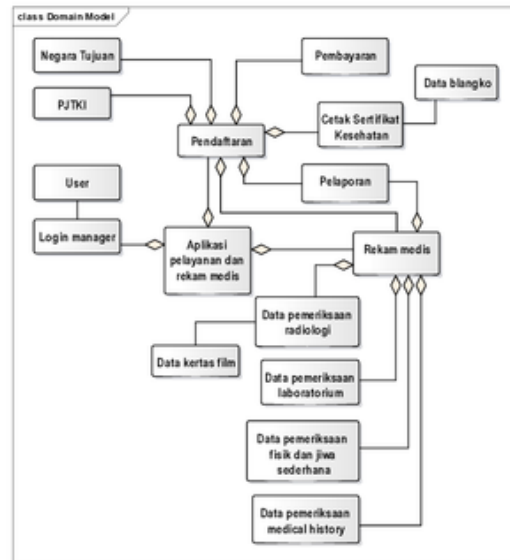 class Domain Model
Negara Tujuan
Pembayaran
Data blangko
PJTKI
Cetak Sertifikat
Kesehatan
Pendaftaran
User
Pelaporan
Login manager
Aplikasi
pelayanan dan
rekam medis
Rekam medis
Data pemeriksaan
radiologi
Data kertas film
Data pemeriksaan
laboratorium
Data pemeriksaan
fisik dan jiwa
sederhana
Data pemeriksaan
medical history